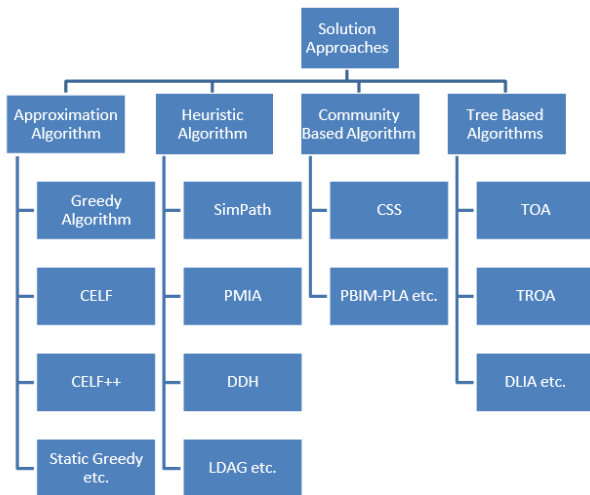 Solution
Approaches
Approximation
Algorithm
Heuristic
Algorithm
Community
Based Algorithm
Tree Based
Algorithms
Greedy
Algorithm
SimPath
CSS
TOA
CELF
PMIA
PBIM-PLA etc.
TROA
CELF++
DDH
DLIA etc.
Static Greedy
etc.
LDAG etc.